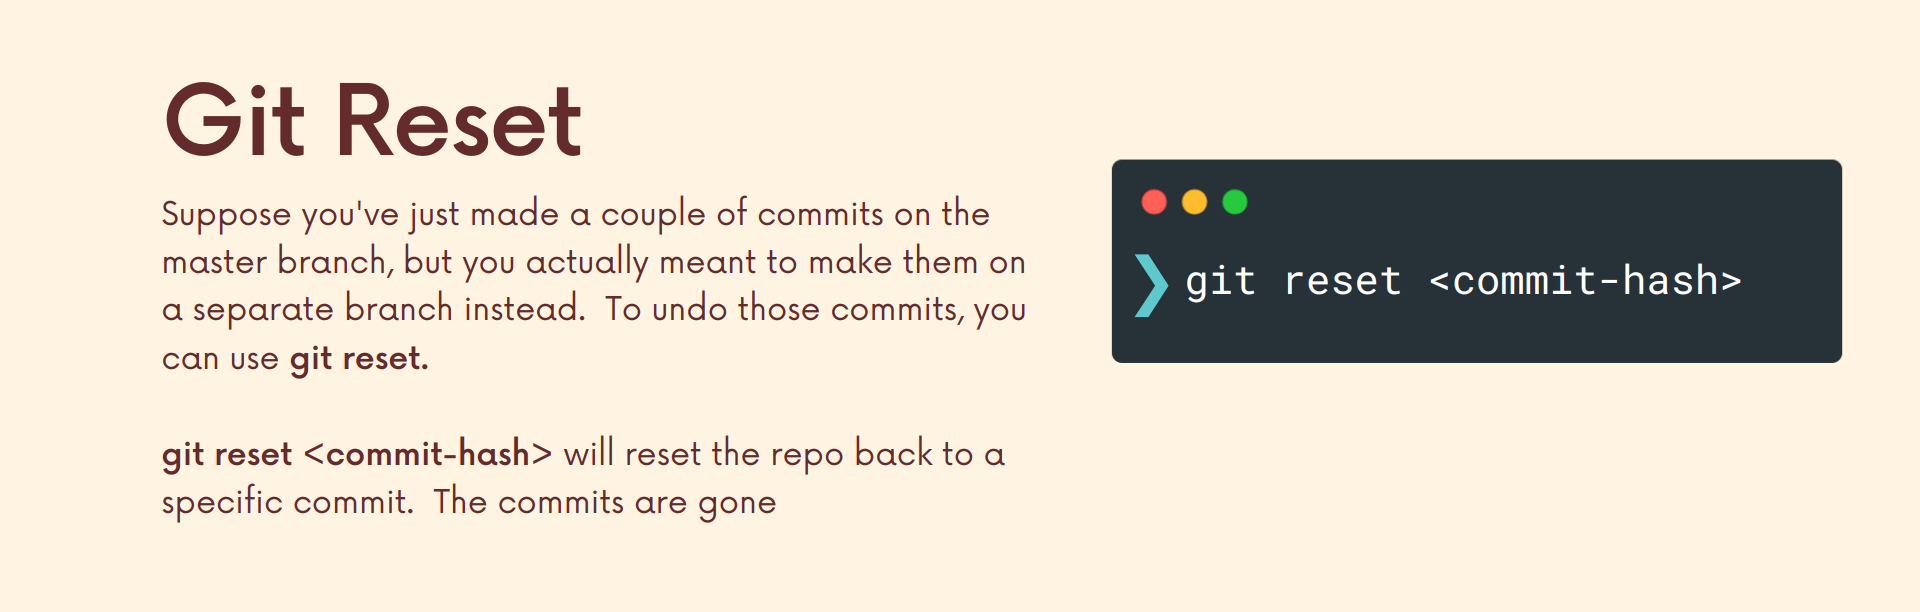 Git Reset
Suppose you've just made a couple of commits on the
master branch, but you actually meant to make them on
a separate branch instead.  To undo those commits, you
can use git reset.
git reset <commit-hash> will reset the repo back to a
specific commit.  The commits are gone
❯ git reset <commit-hash>